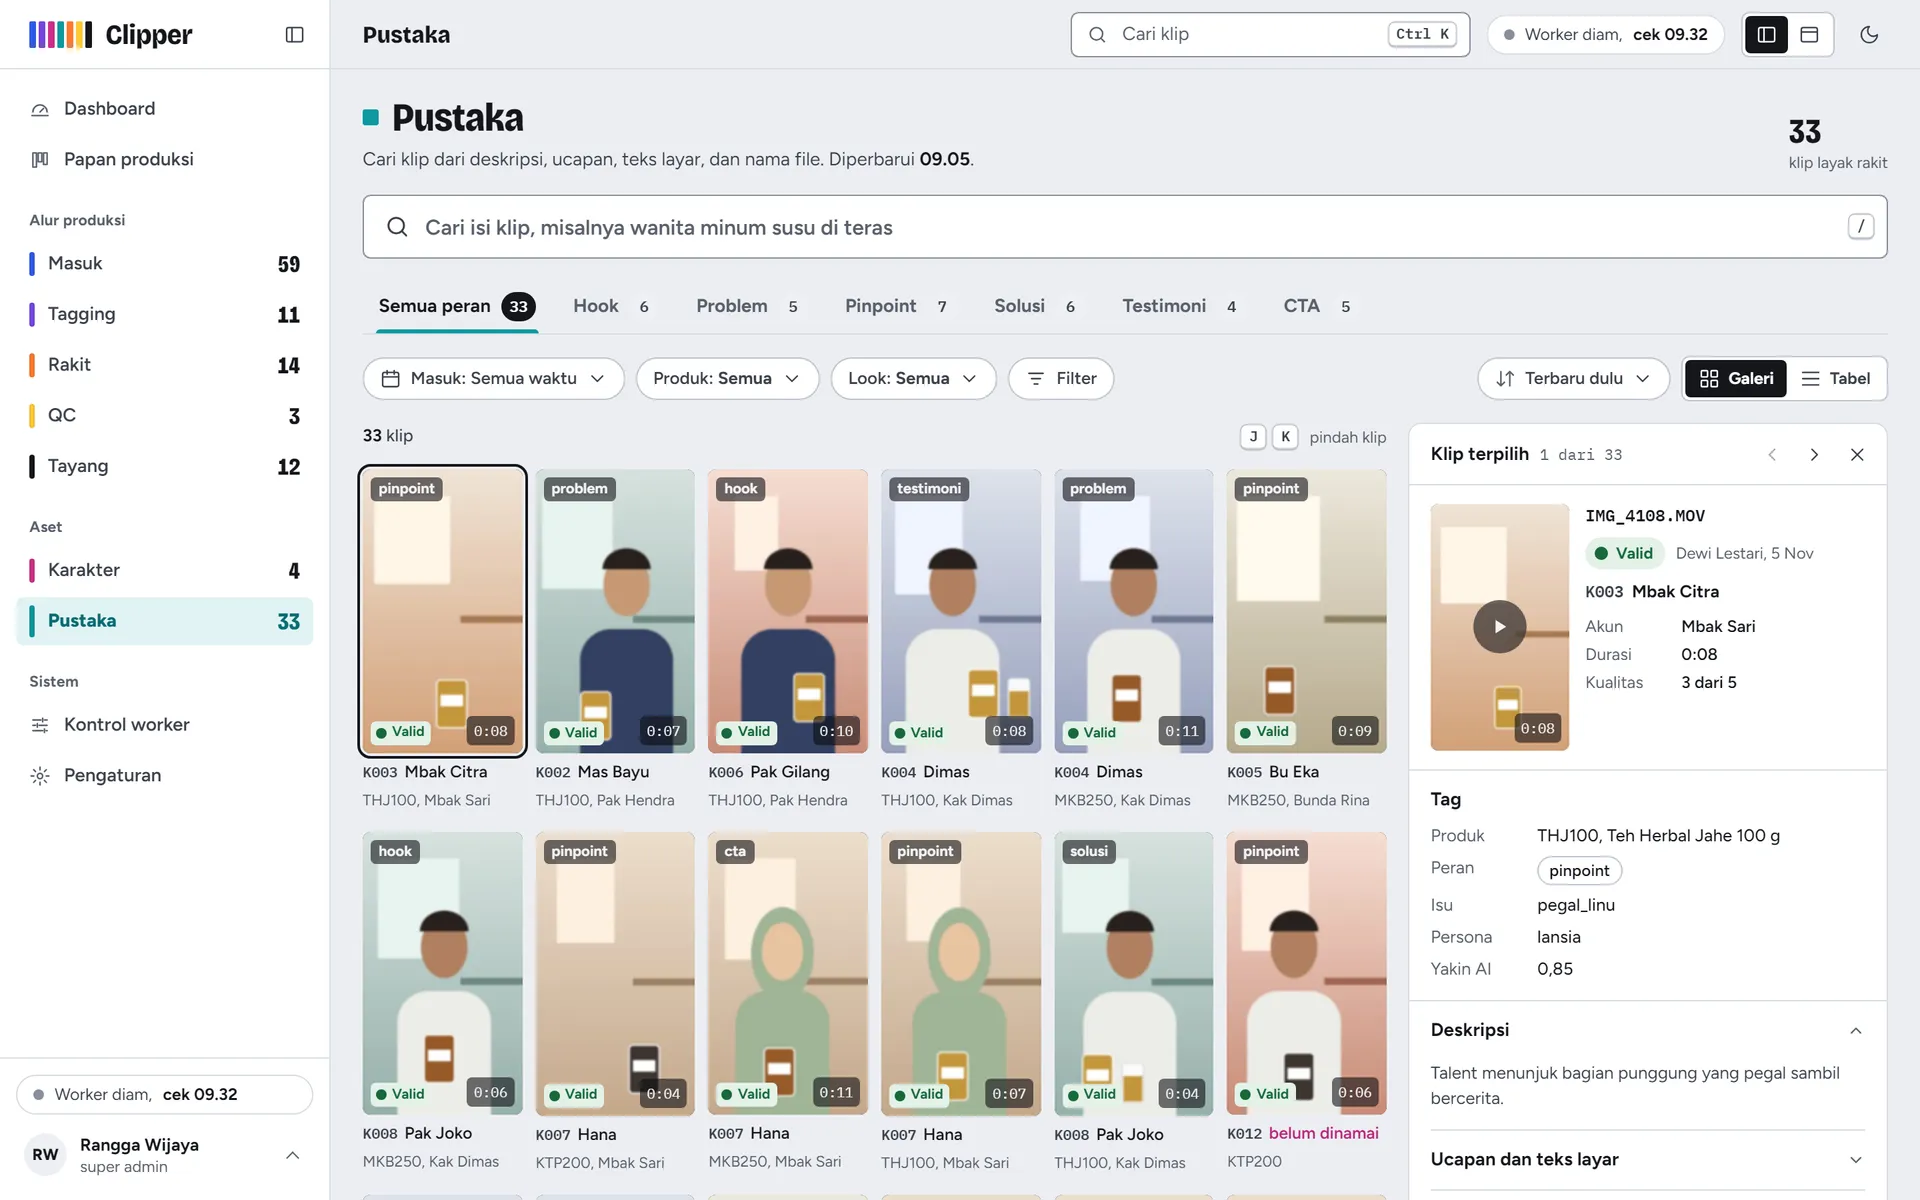 Clipper
Dashboard
Papan produksi
Alur produksi
Masuk 59
Tagging 11
Rakit 14
QC 3
Tayang 12
Aset
Karakter 4
Pustaka 33
Sistem
Kontrol worker
Pengaturan
Worker diam, cek 09.32
RW
Rangga Wijaya
super admin
Pustaka
Cari klip Ctrl K
Worker diam, cek 09.32
Pustaka
Cari klip dari deskripsi, ucapan, teks layar, dan nama file. Diperbarui 09.05.
33
klip layak rakit
Cari isi klip, misalnya wanita minum susu di teras /
Semua peran 33 Hook 6 Problem 5 Pinpoint 7 Solusi 6 Testimoni 4 CTA 5
Masuk: Semua waktu Produk: Semua Look: Semua Filter
Terbaru dulu Galeri Tabel
33 klip J K pindah klip
pinpoint problem hook testimoni problem pinpoint
Valid 0:08 Valid 0:07 Valid 0:10 Valid 0:08 Valid 0:11 Valid 0:09
K003 Mbak Citra K002 Mas Bayu K006 Pak Gilang K004 Dimas K004 Dimas K005 Bu Eka
THJ100, Mbak Sari THJ100, Pak Hendra THJ100, Pak Hendra THJ100, Kak Dimas MKB250, Kak Dimas MKB250, Bunda Rina
hook pinpoint cta pinpoint solusi pinpoint
Valid 0:06 Valid 0:04 Valid 0:11 Valid 0:07 Valid 0:04 Valid 0:06
K008 Pak Joko K007 Hana K007 Hana K007 Hana K008 Pak Joko K012 belum dinamai
MKB250, Kak Dimas KTP200, Mbak Sari MKB250, Mbak Sari THJ100, Mbak Sari THJ100, Kak Dimas KTP200
Klip terpilih 1 dari 33
0:08
IMG_4108.MOV
Valid Dewi Lestari, 5 Nov
K003 Mbak Citra
Akun Mbak Sari
Durasi 0:08
Kualitas 3 dari 5
Tag
Produk THJ100, Teh Herbal Jahe 100 g
Peran pinpoint
Isu pegal_linu
Persona lansia
Yakin AI 0,85
Deskripsi
Talent menunjuk bagian punggung yang pegal sambil
bercerita.
Ucapan dan teks layar